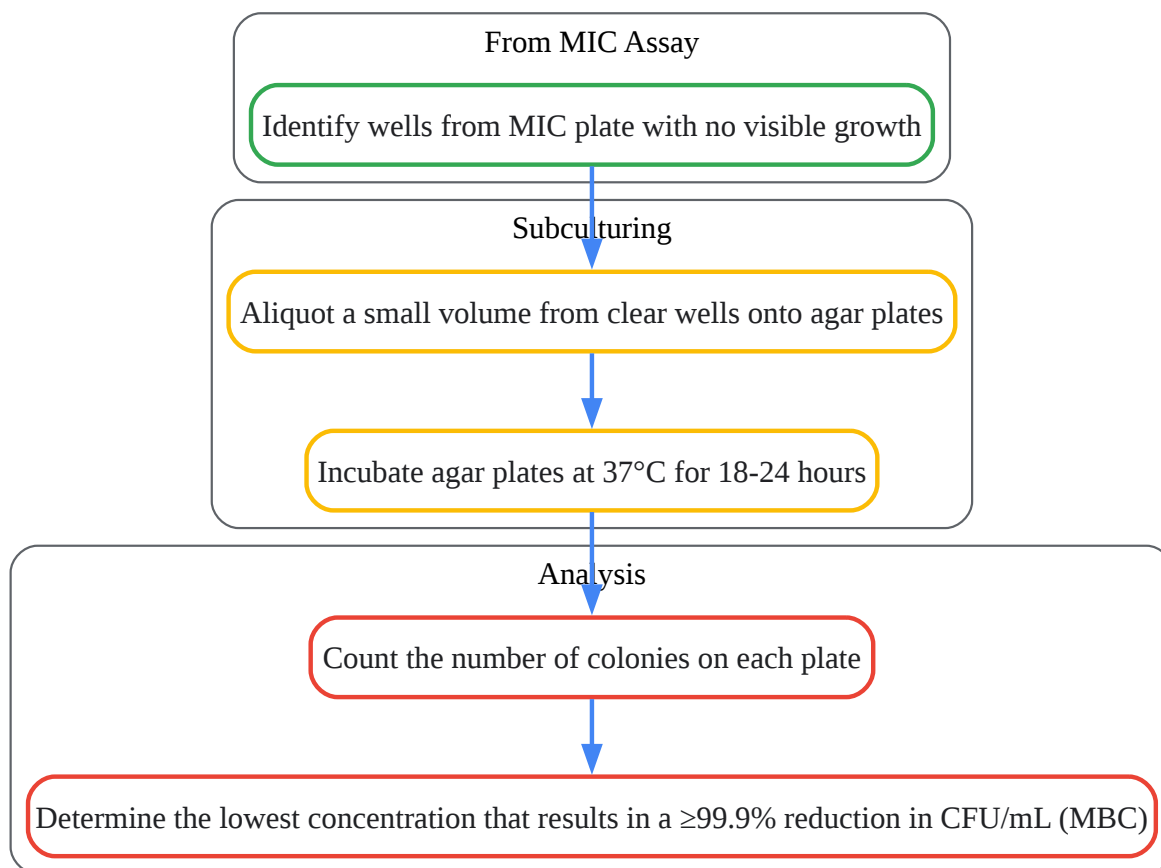 From MIC Assay
Identify wells from MIC plate with no visible growth
Subculturing
Aliquot a small volume from clear wells onto agar plates
Incubate agar plates at 37°C for 18-24 hours
Analysis
Count the number of colonies on each plate
Determine the lowest concentration that results in a ≥99.9% reduction in CFU/mL (MBC)